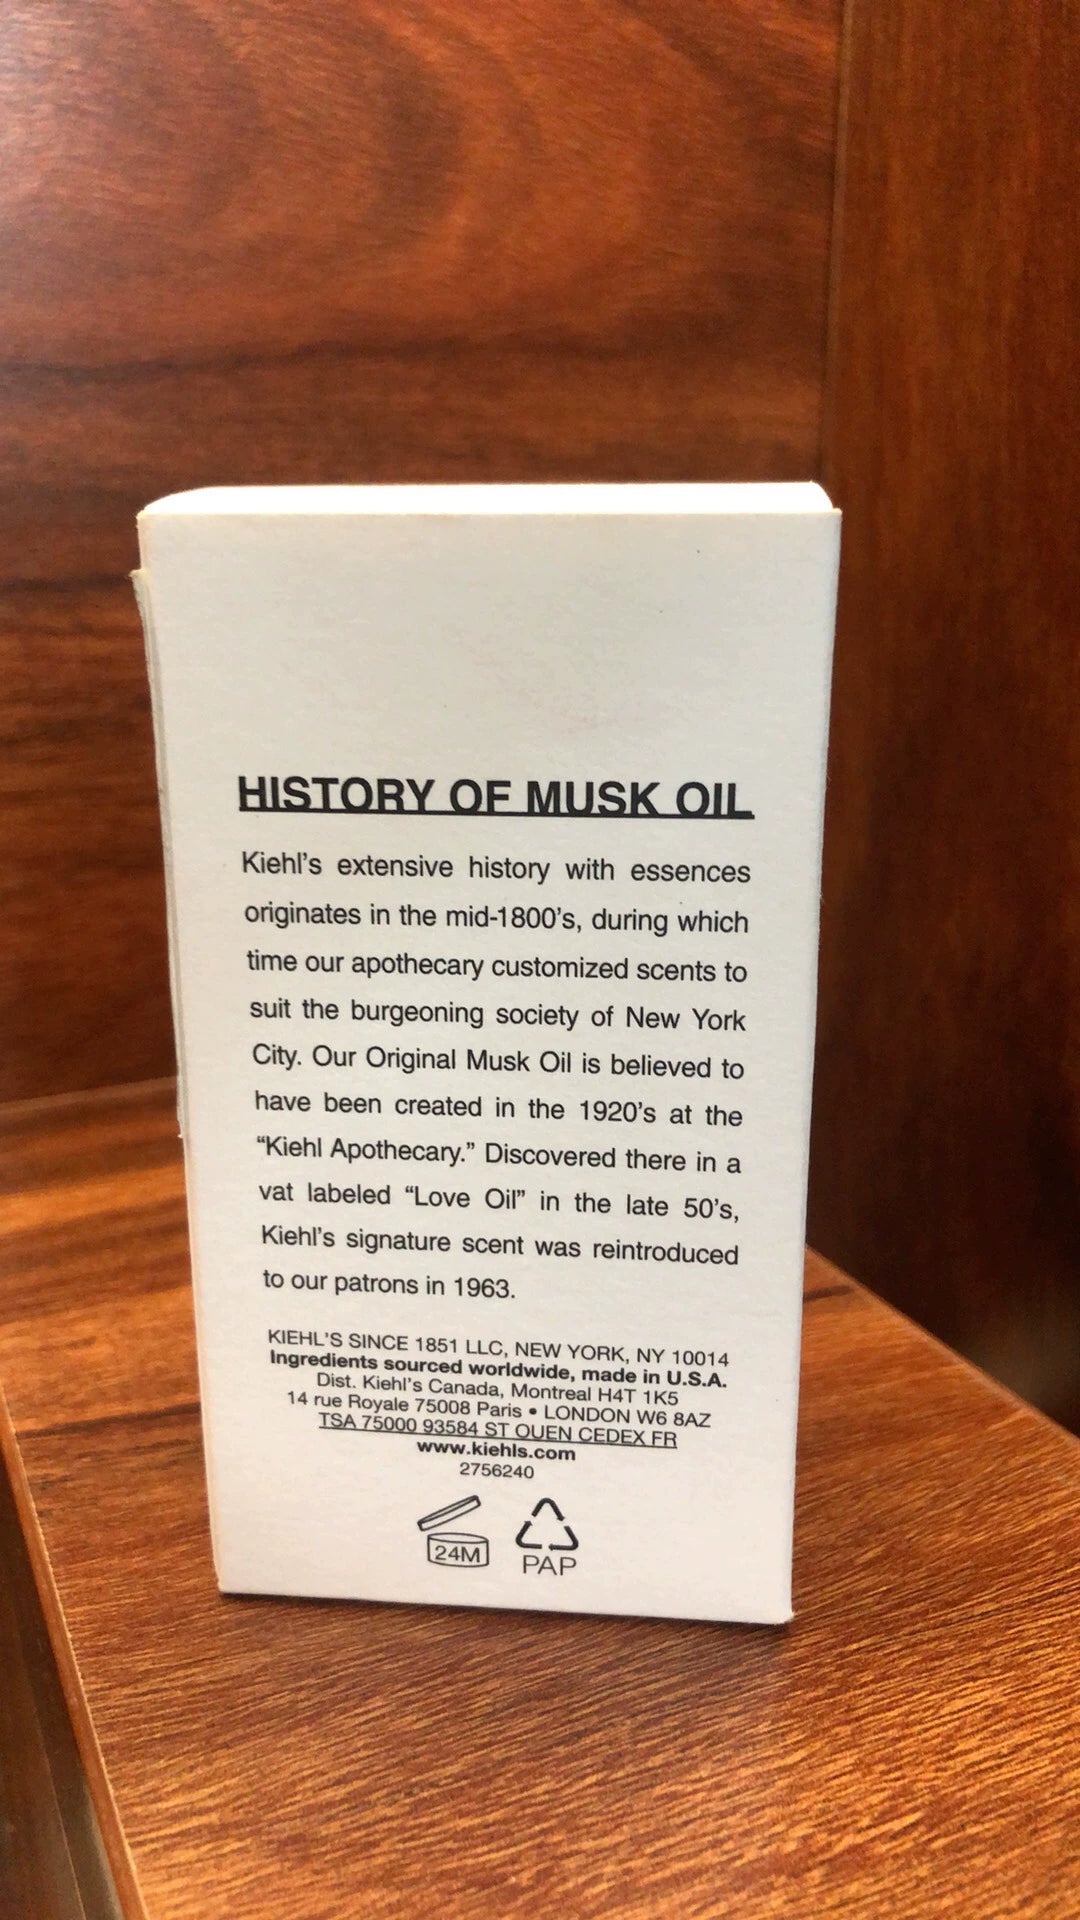 HISTORY OF MUSK OIL
Kiehl's extensive history with essences
originates in the mid-1800's, during which
time our apothecary customized scents to
suit the burgeoning society of New York
City. Our Original Musk Oil is believed to
have been created in the 1920's at the
“Kiehl Apothecary.” Discovered there in a
vat labeled “Love Oil” in the late 50's,
Kiehl's signature scent was reintroduced
to our patrons in 1963.
KIEHL'S SINCE 1851 LLC, NEW YORK, NY 10014
Ingredients sourced worldwide, made in U.S.A.
Dist. Kiehl's Canada, Montreal H4T 1K5
14 rue Royale 75008 Paris • LONDON W6 8AZ
TSA 75000 93584 ST OUEN CEDEX FR
www.kiehls.com
2756240
24M
PAP